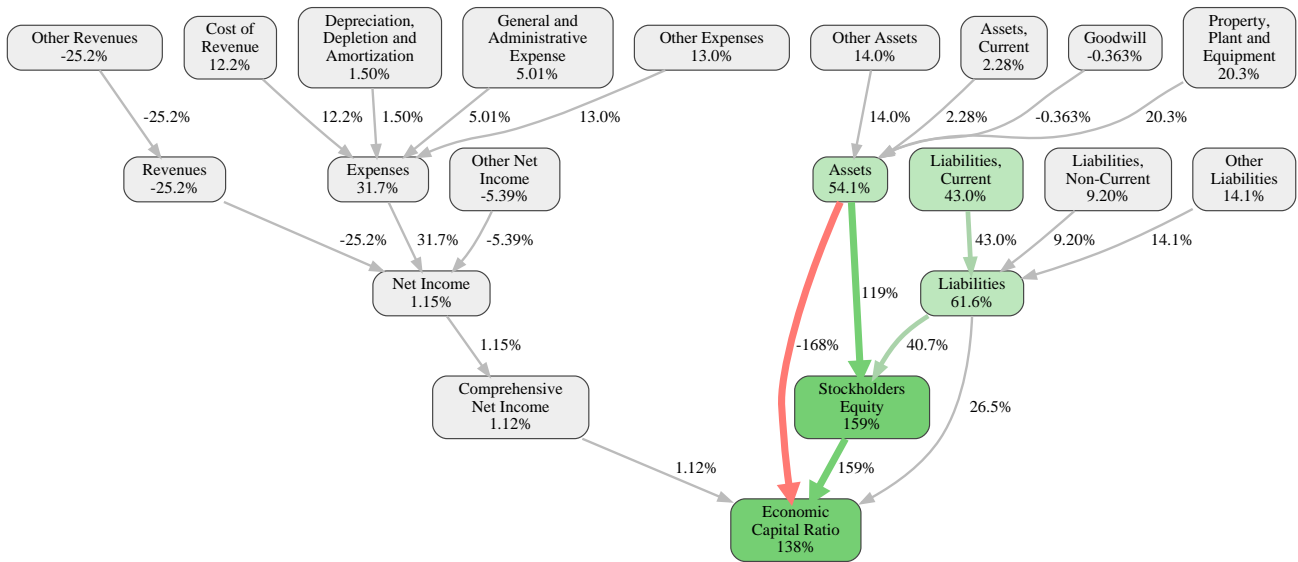 Other Revenues
-25.2%
Cost of
Revenue
12.2%
Depreciation,
Depletion and
Amortization
1.50%
General and
Administrative
Expense
5.01%
Other Expenses
13.0%
Other Assets
14.0%
Assets,
Current
2.28%
Goodwill
-0.363%
Property,
Plant and
Equipment
20.3%
-25.2%
12.2%
1.50%
5.01%
13.0%
14.0%
2.28%
-0.363%
20.3%
Revenues
-25.2%
Expenses
31.7%
Other Net
Income
-5.39%
Assets
54.1%
Liabilities,
Current
43.0%
Liabilities,
Non-Current
9.20%
Other
Liabilities
14.1%
-25.2%
31.7%
-5.39%
43.0%
9.20%
14.1%
Net Income
1.15%
Liabilities
61.6%
119%
1.15%
-168%
40.7%
Comprehensive
Net Income
1.12%
Stockholders
Equity
159%
26.5%
1.12%
159%
Economic
Capital Ratio
138%